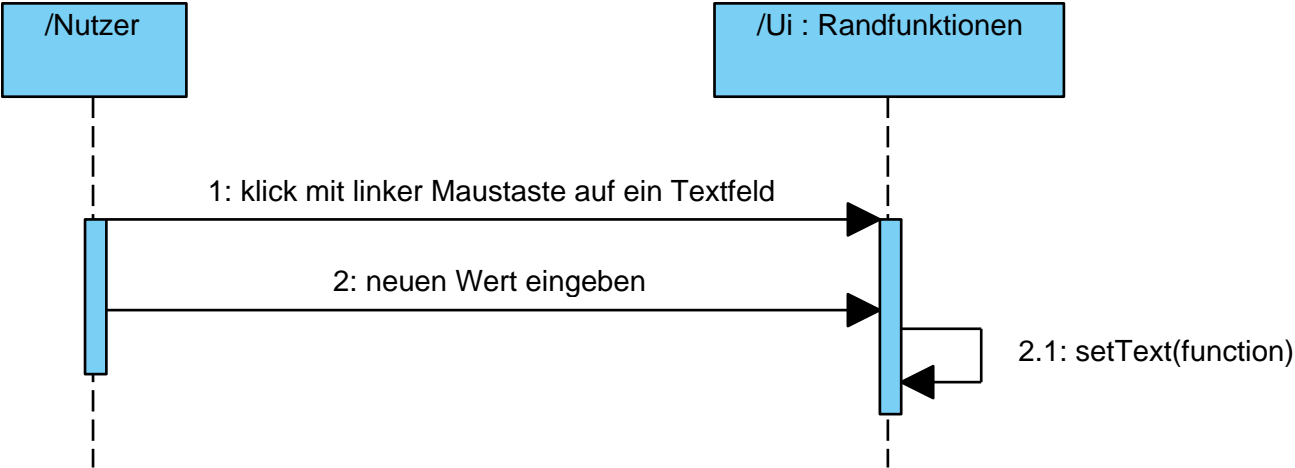 /Nutzer
/Ui : Randfunktionen
1: klick mit linker Maustaste auf ein Textfeld
2: neuen Wert eingeben
2.1: setText(function)